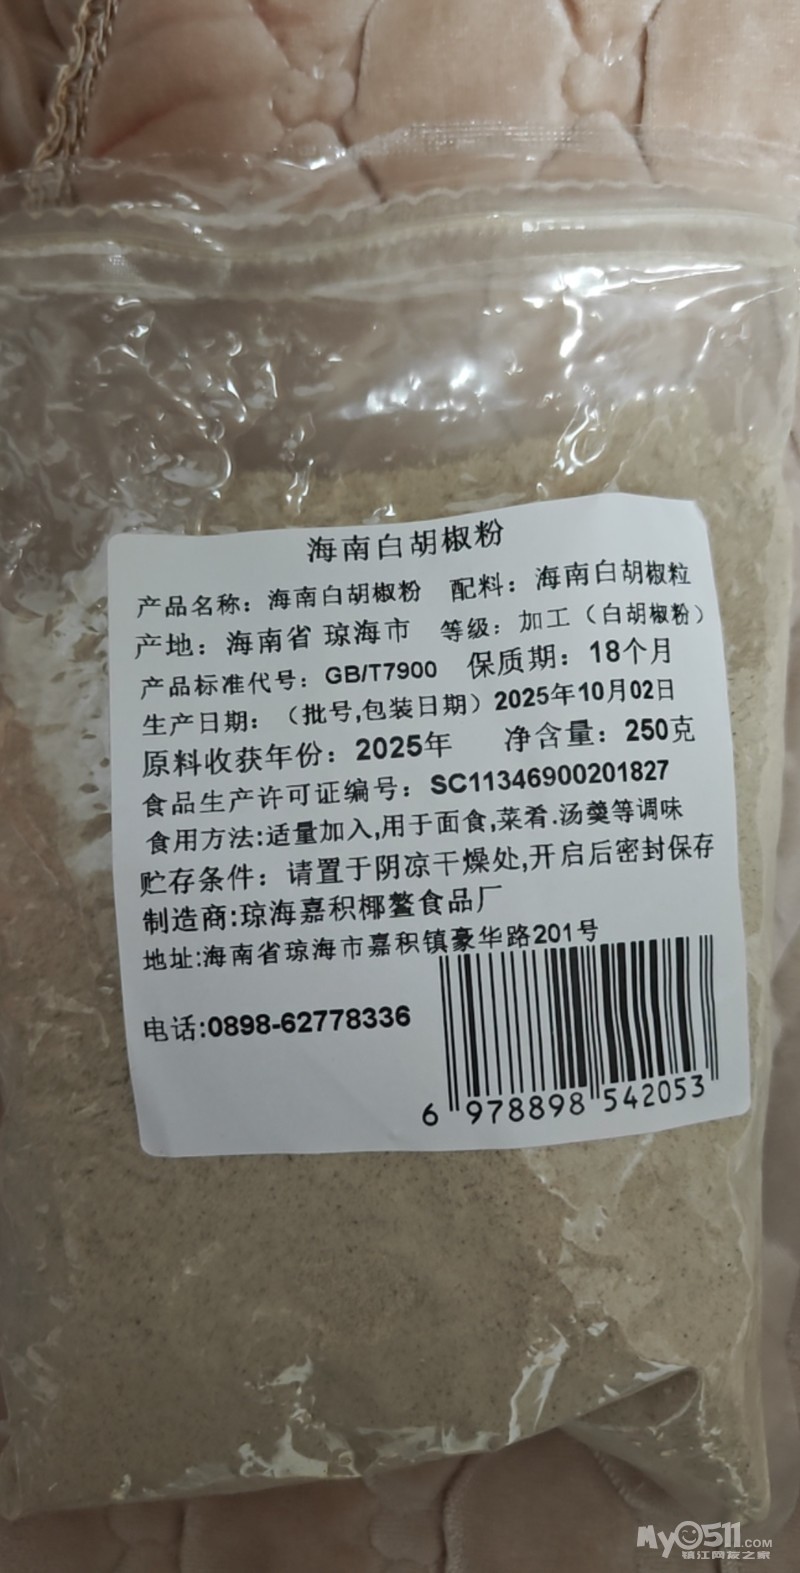 海南白胡椒粉
产品名称：海南白胡椒粉 配料：海南白胡椒粒
产地：海南省 琼海市 等级：加工（白胡椒粉）
产品标准代号：GB/T7900 保质期：18个月
生产日期：（批号,包装日期）2025年10月02日
原料收获年份：2025年 净含量：250克
食品生产许可证编号：SC11346900201827
食用方法:适量加入,用于面食,菜肴.汤羹等调味
贮存条件：请置于阴凉干燥处,开启后密封保存
制造商:琼海嘉积椰鳌食品厂
地址:海南省琼海市嘉积镇豪华路201号
电话:0898-62778336
6 978898 542053
My0511.COM
镇江网友之家